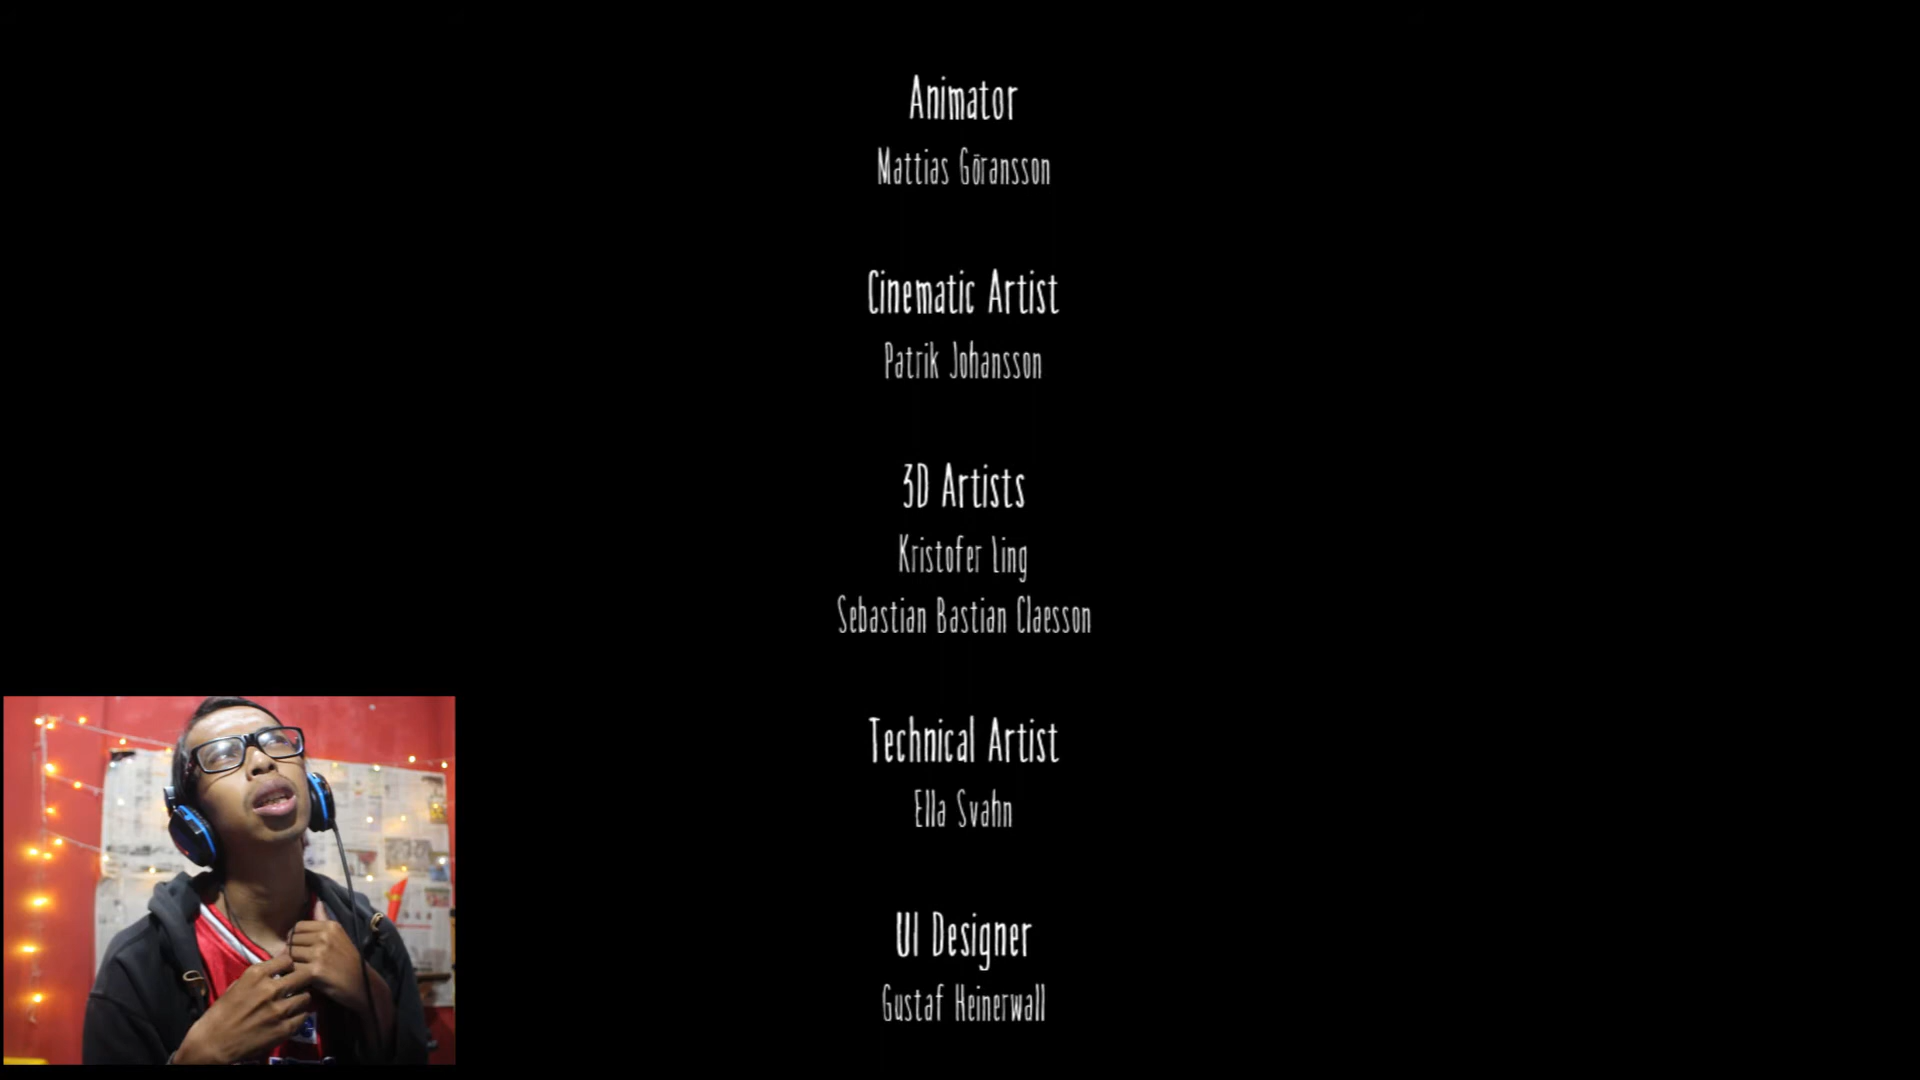 Animator
Mattias Göransson
Cinematic Artist
Patrik Johansson
3D Artists
Kristofer Ling
Sebastian Bastian Claesson
Technical Artist
Ella Svahn
UI Designer
Gustaf Heinerwall